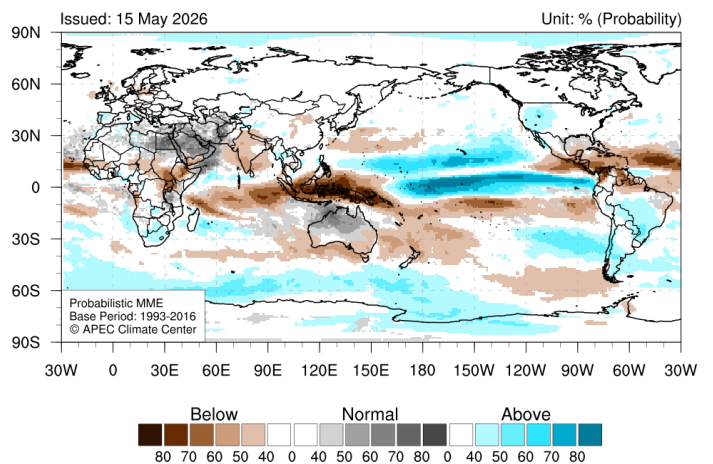 Issued: 15 May 2026 Unit: % (Probability)
90N
60N
30N
0
30S
60S
90S
Probabilistic MME
Base Period: 1993-2016
© APEC Climate Center
30W 0 30E 60E 90E 120E 150E 180 150W 120W 90W 60W 30W
Below Normal Above
80 70 60 50 40 0 40 50 60 70 80 0 40 50 60 70 80